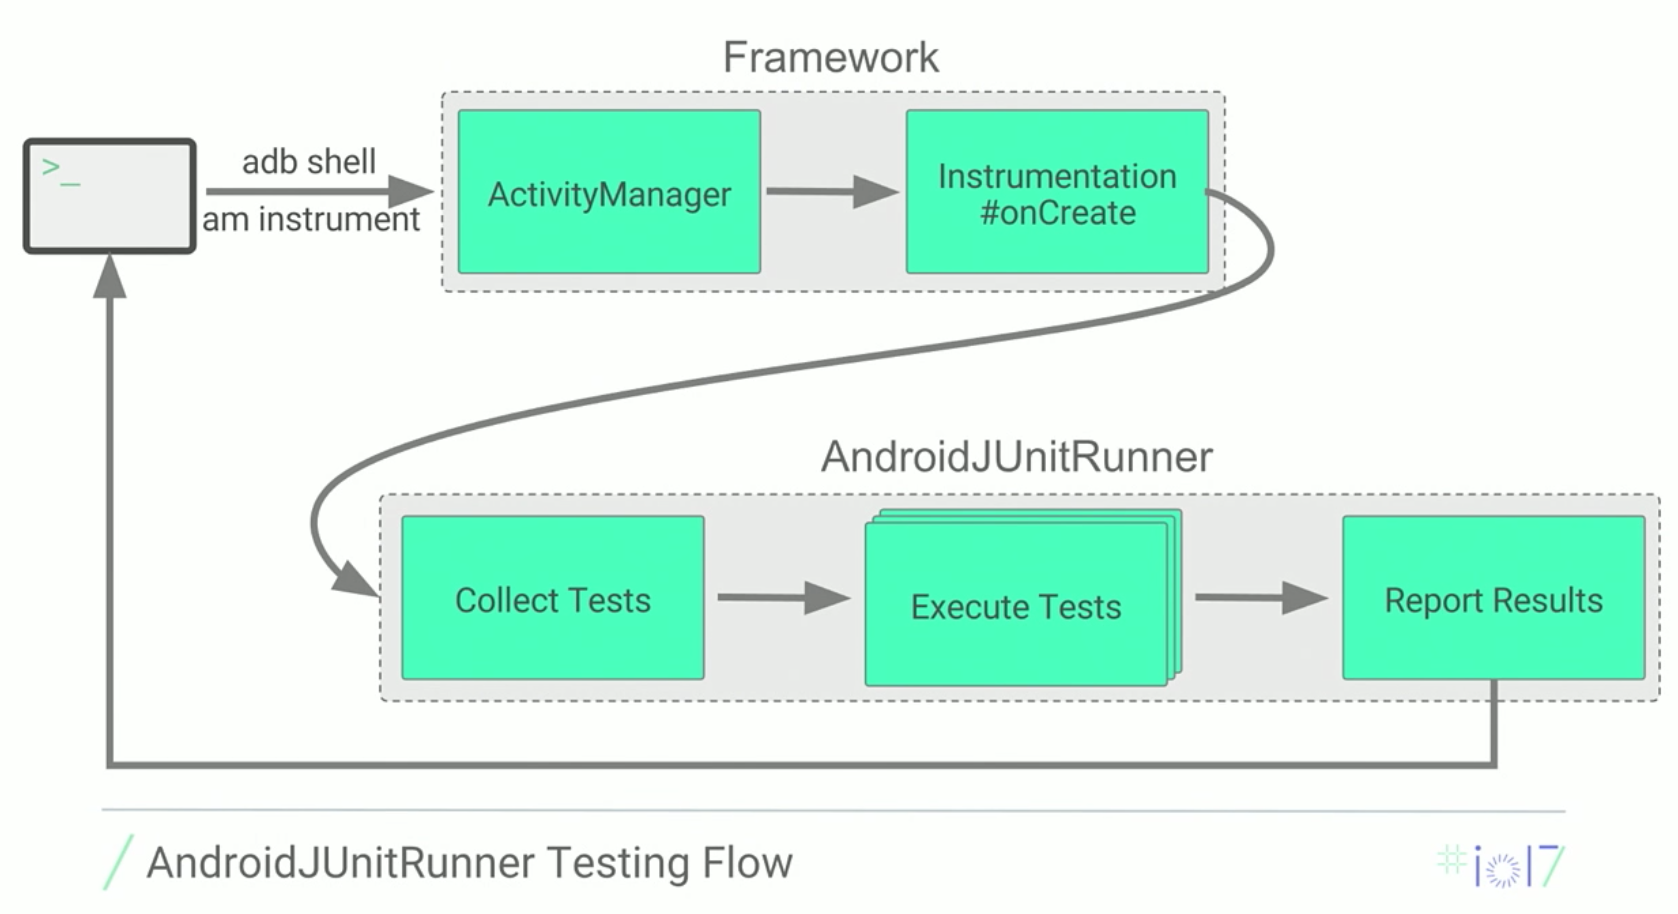 Framework
>_
adb shell
am instrument
ActivityManager
Instrumentation
#onCreate
AndroidJUnitRunner
Collect Tests
Execute Tests
Report Results
AndroidJUnitRunner Testing Flow
#io17